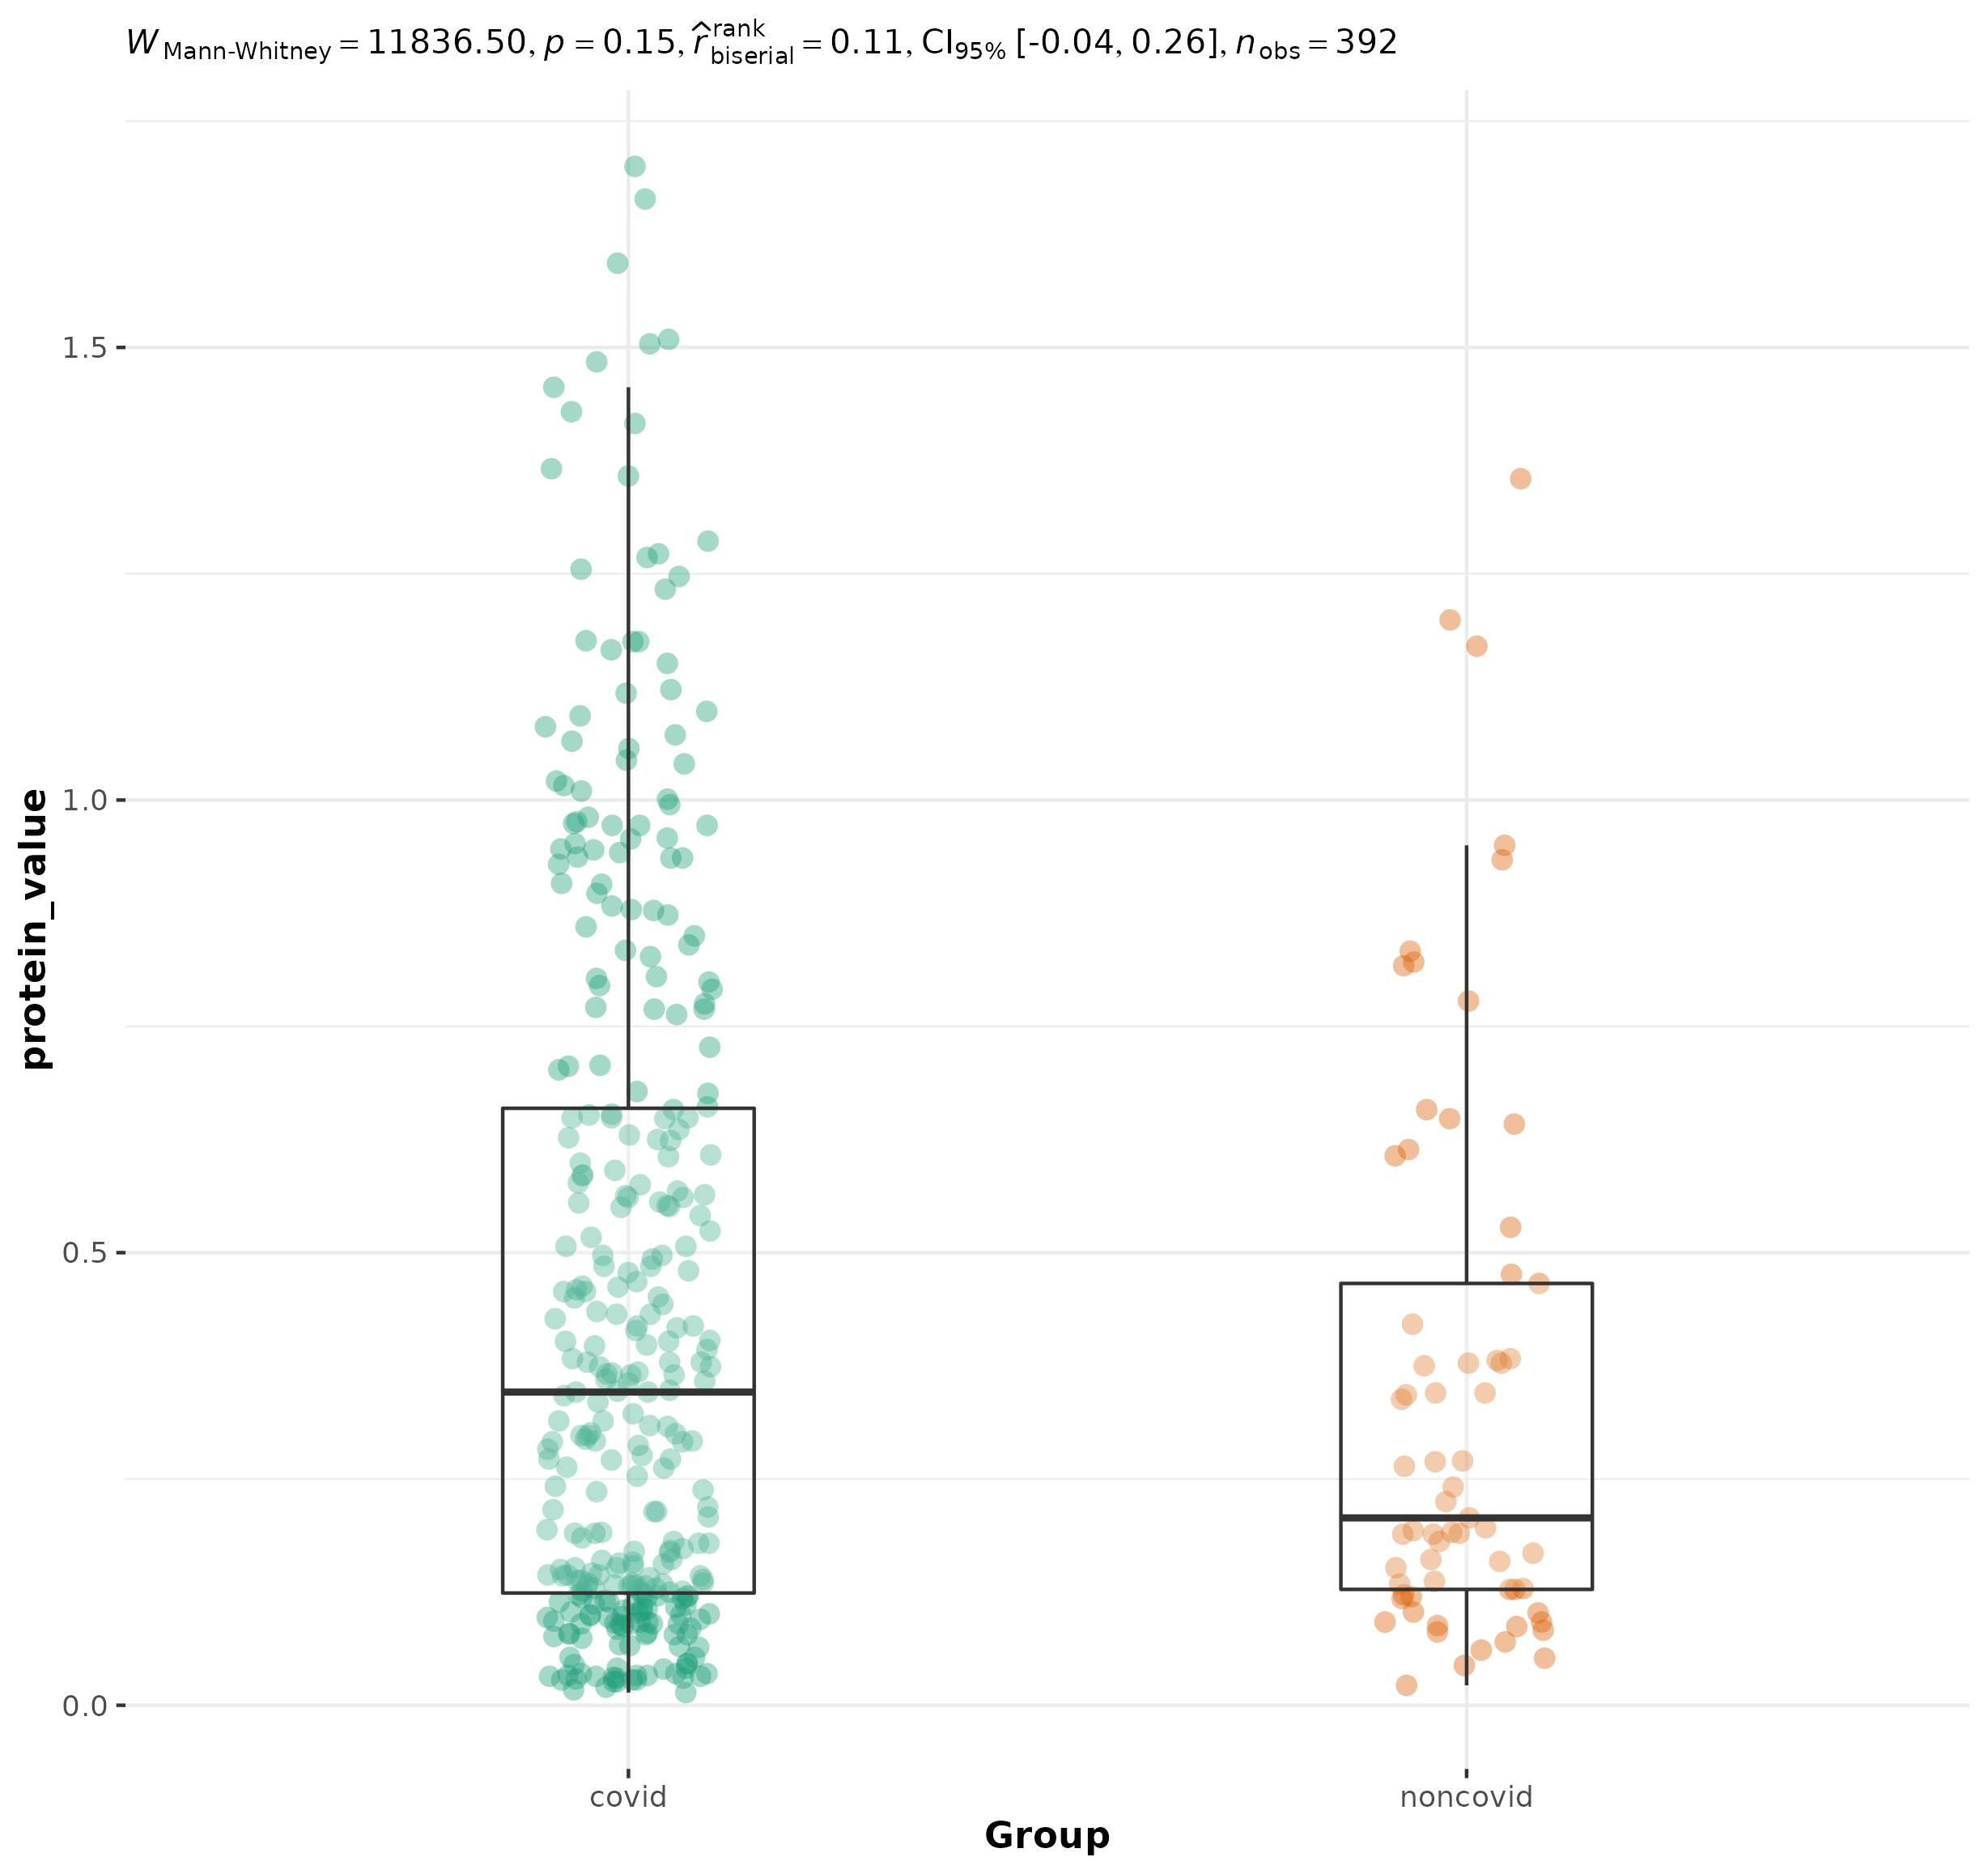 W Mann-Whitney = 11836.50, p = 0.15, r̂ rank biserial = 0.11, CI95% [-0.04, 0.26], nobs = 392
protein_value
1.5
1.0
0.5
0.0
covid noncovid
Group